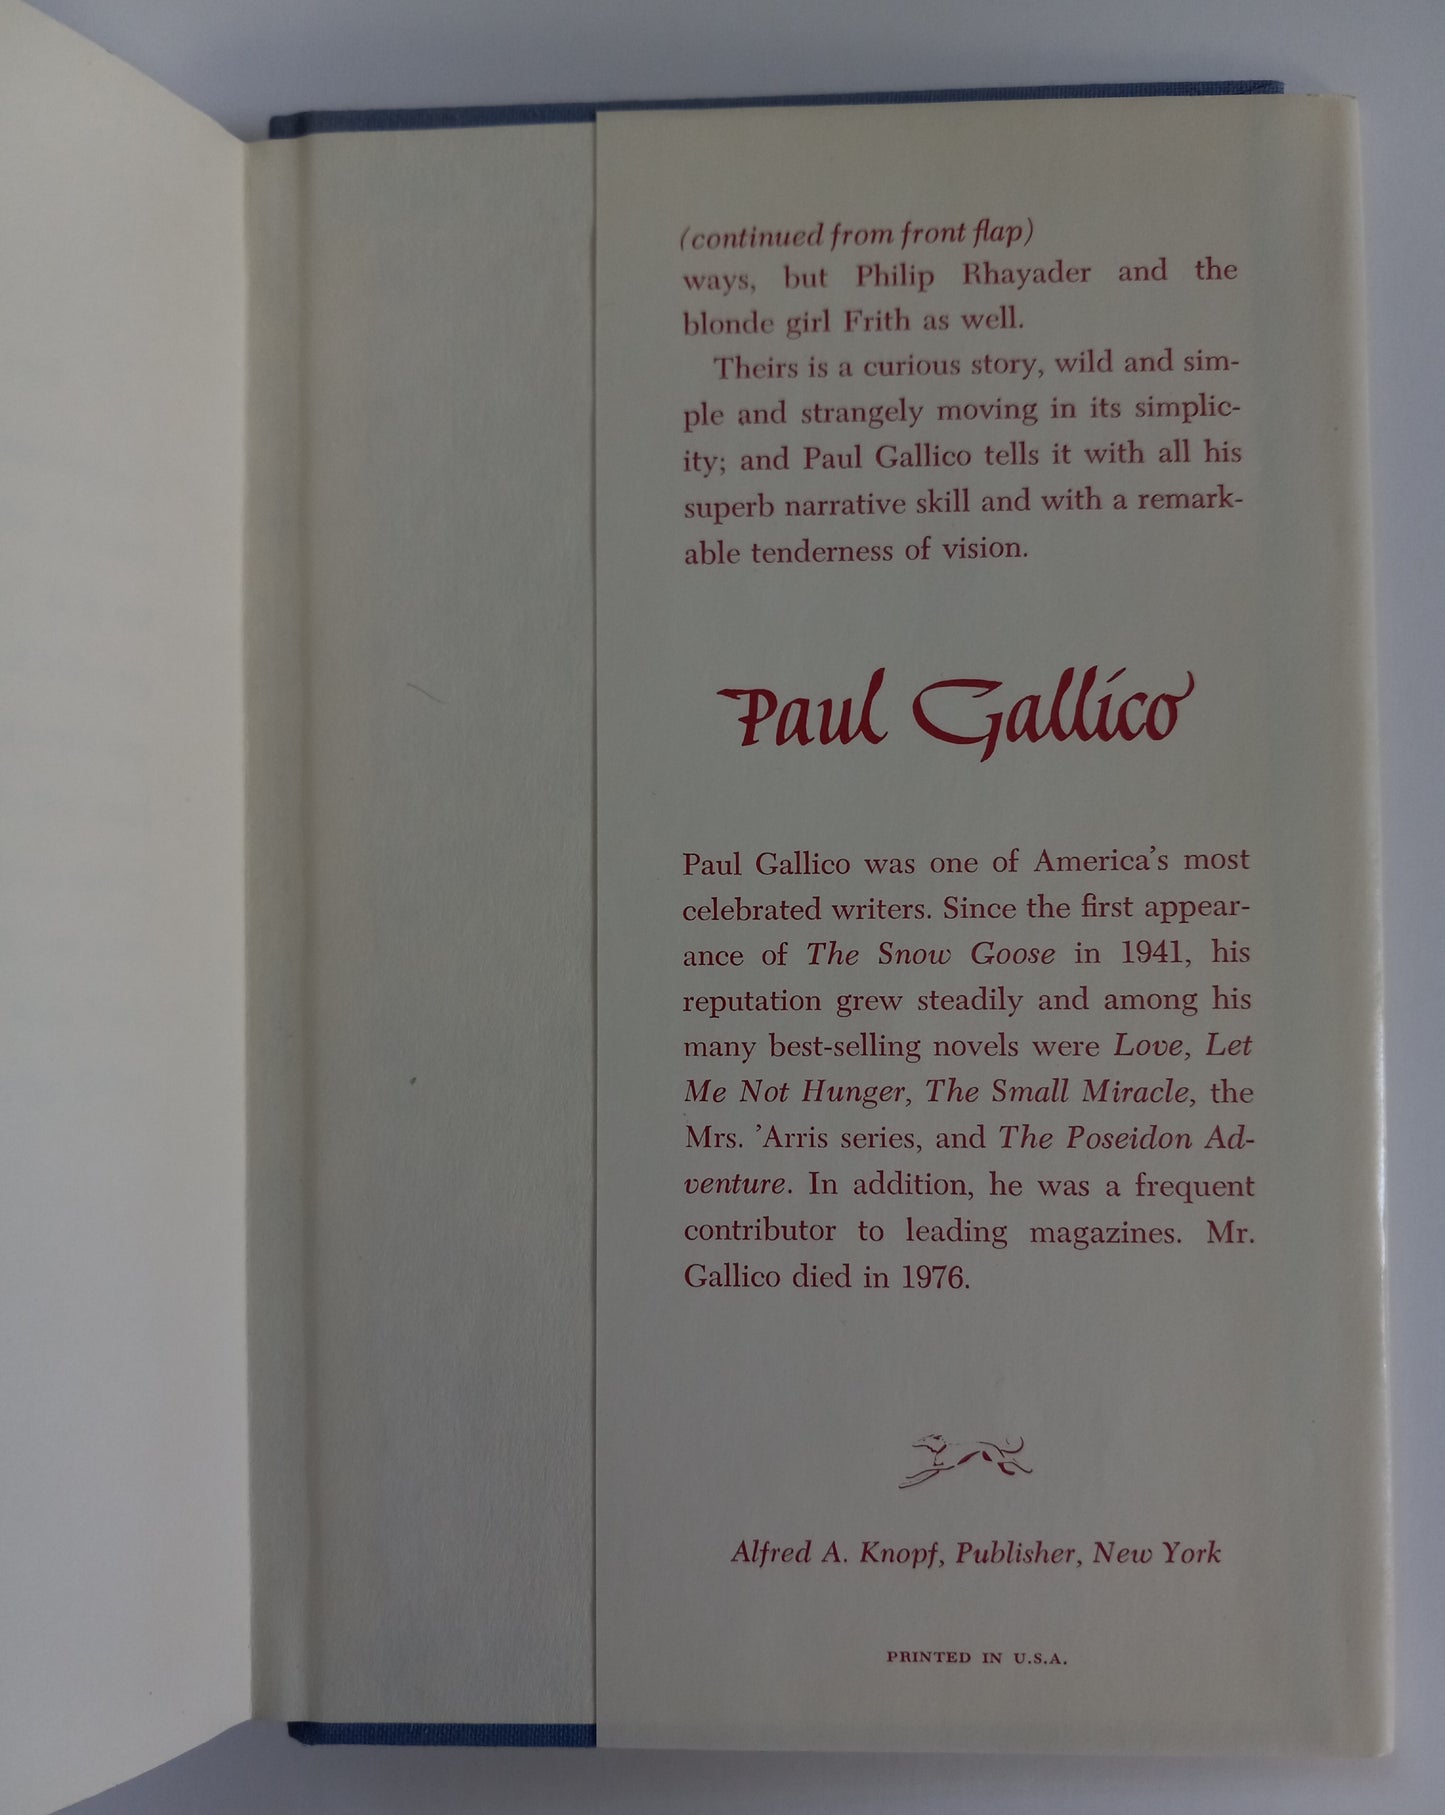 (continued from front flap)
ways, but Philip Rhayader and the
blonde girl Frith as well.
Theirs is a curious story, wild and sim-
ple and strangely moving in its simplic-
ity; and Paul Gallico tells it with all his
superb narrative skill and with a remark-
able tenderness of vision.
Paul Gallico
Paul Gallico was one of America's most
celebrated writers. Since the first appear-
ance of The Snow Goose in 1941, his
reputation grew steadily and among his
many best-selling novels were Love, Let
Me Not Hunger, The Small Miracle, the
Mrs. 'Arris series, and The Poseidon Ad-
venture. In addition, he was a frequent
contributor to leading magazines. Mr.
Gallico died in 1976.
Alfred A. Knopf, Publisher, New York
PRINTED IN U.S.A.